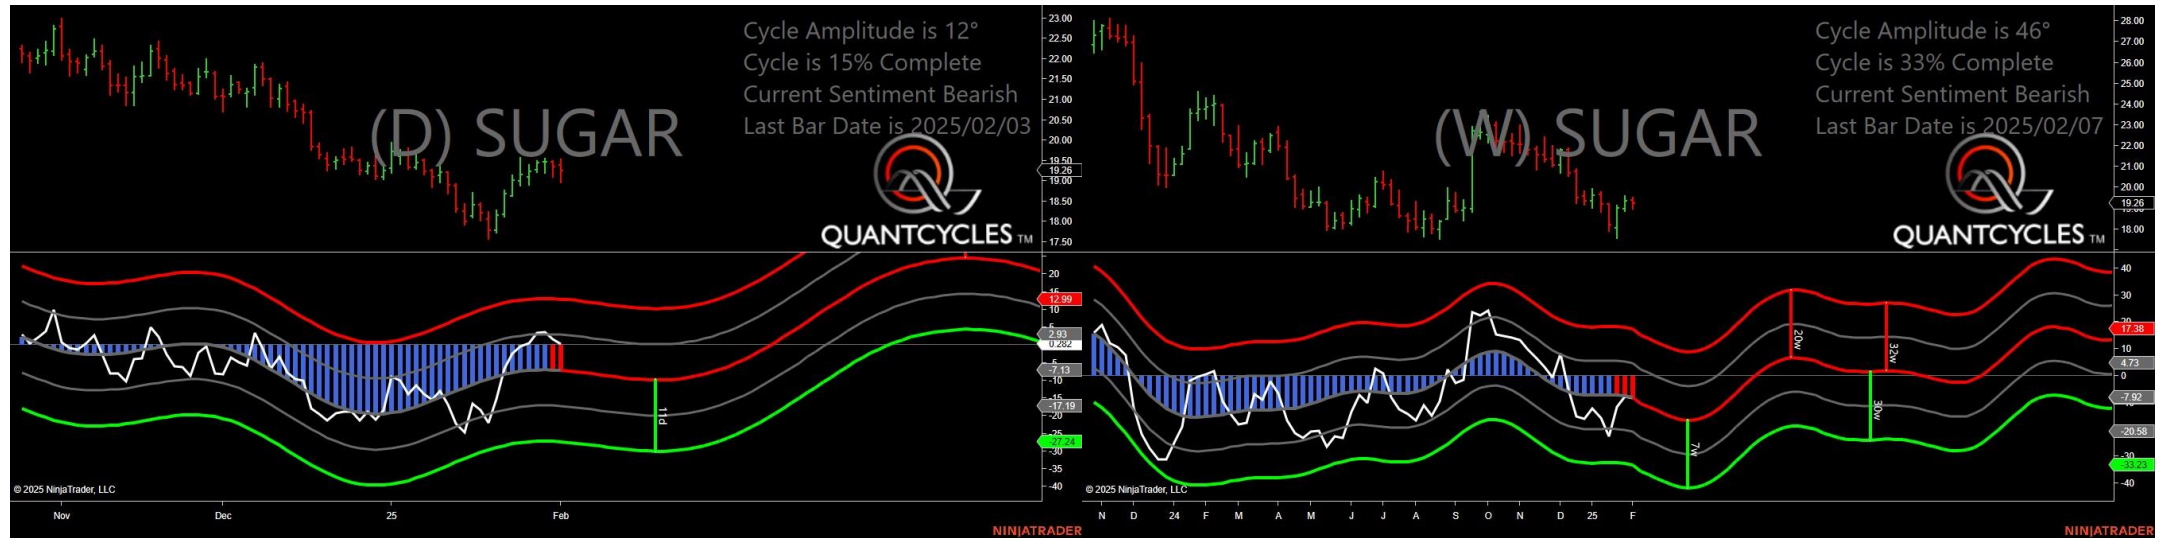 Cycle Amplitude is 12°
Cycle is 15% Complete
Current Sentiment Bearish
Last Bar Date is 2025/02/03
(D) SUGAR
QUANTCYCLES TM
23.00
22.50
22.00
21.50
21.00
20.50
20.00
19.50
19.26
19.00
18.50
18.00
17.50
20
15
12.99
10
5
2.93
0.282
-5
-7.13
-10
-15
-17.19
-20
-25
-27.24
-30
-35
-40
11d
© 2025 NinjaTrader, LLC
Nov
Dec
25
Feb
NINJATRADER
Cycle Amplitude is 46°
Cycle is 33% Complete
Current Sentiment Bearish
Last Bar Date is 2025/02/07
(W) SUGAR
QUANTCYCLES TM
28.00
27.00
26.00
25.00
24.00
23.00
22.00
21.00
20.00
19.26
19.00
18.00
40
30
20
17.38
10
4.73
0
-7.92
-10
-20.58
-30
-33.23
-40
20w
32w
30w
7w
© 2025 NinjaTrader, LLC
N
D
24
F
M
A
M
J
J
A
S
O
N
D
25
F
NINJATRADER